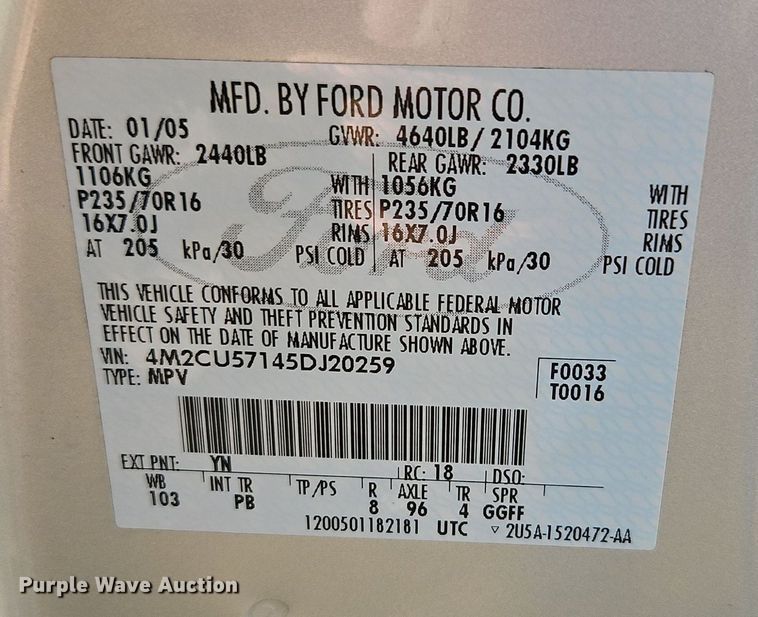 MFD. BY FORD MOTOR CO.
DATE: 01/05 GVWR: 4640LB/ 2104KG
FRONT GAWR: 2440LB REAR GAWR: 2330LB
1106KG WITH 1056KG WITH
P235/70R16 TIRES P235/70R16 TIRES
16X7.0J RIMS 16X7.0J RIMS
AT 205 kPa/30 PSI COLD AT 205 kPa/30 PSI COLD
Ford
THIS VEHICLE CONFORMS TO ALL APPLICABLE FEDERAL MOTOR
VEHICLE SAFETY AND THEFT PREVENTION STANDARDS IN
EFFECT ON THE DATE OF MANUFACTURE SHOWN ABOVE.
VIN: 4M2CU57145DJ20259
TYPE: MPV
F0033
T0016
EXT PNT: YN RC: 18 DSO:
WB INT TR TP/PS R AXLE TR SPR
103 PB 8 96 4 GGFF
1200501182181 UTC ▽ 2U5A-1520472-AA
Purple Wave Auction